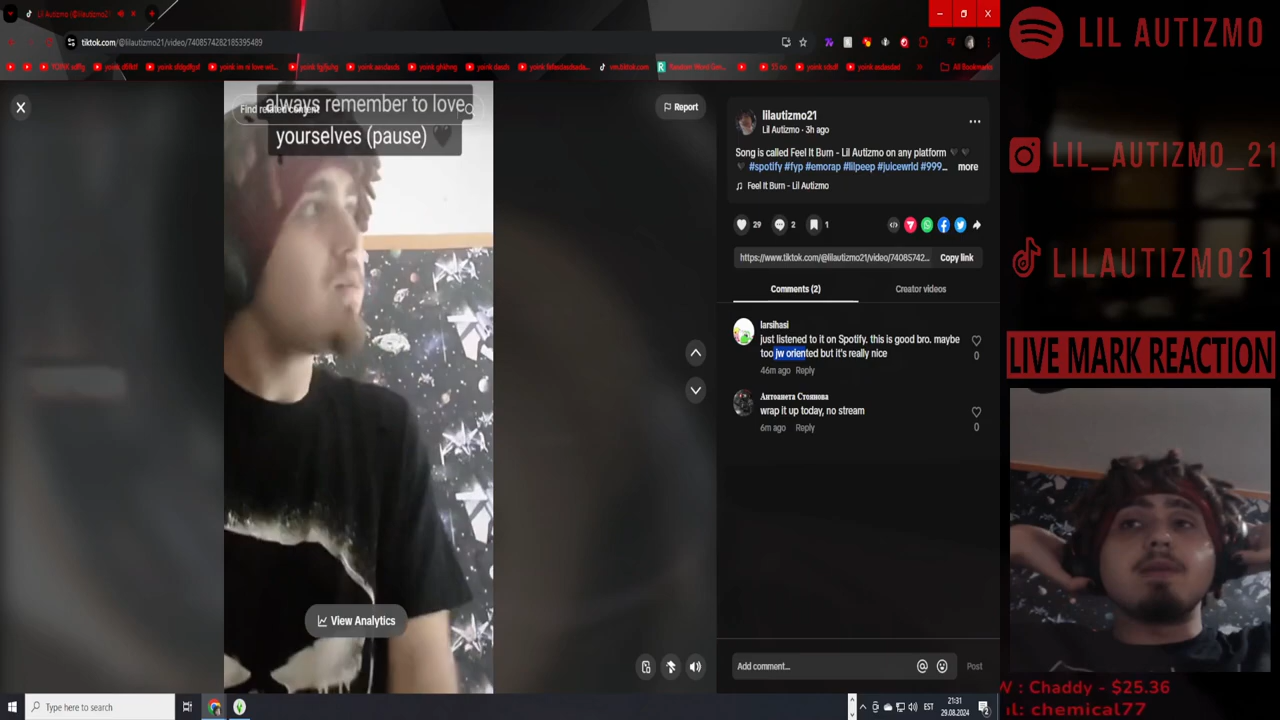 Lil Autizmo (@lilautizmo21)
tiktok.com/@lilautizmo21/video/7408574282185395489
All Bookmarks
always remember to love
Find related content
yourselves (pause) 🖤
Report
lilautizmo21
Lil Autizmo · 3h ago
Song is called Feel It Burn - Lil Autizmo on any platform 🖤🖤
🖤 #spotify #fyp #emorap #lilpeep #juicewrld #999... more
♫ Feel It Burn - Lil Autizmo
29 2 1
https://www.tiktok.com/@lilautizmo21/video/74085742... Copy link
Comments (2) Creator videos
larsihasi
just listened to it on Spotify. this is good bro. maybe
too jw oriented but it's really nice
46m ago Reply
0
Антоанета Стоянова
wrap it up today, no stream
6m ago Reply
0
View Analytics
Add comment... Post
Type here to search
EST
21:31
29.08.2024
LIL AUTIZMO
LIL_AUTIZMO_21
LILAUTIZMO21
LIVE MARK REACTION
: Chaddy - $25.36
: chemical77